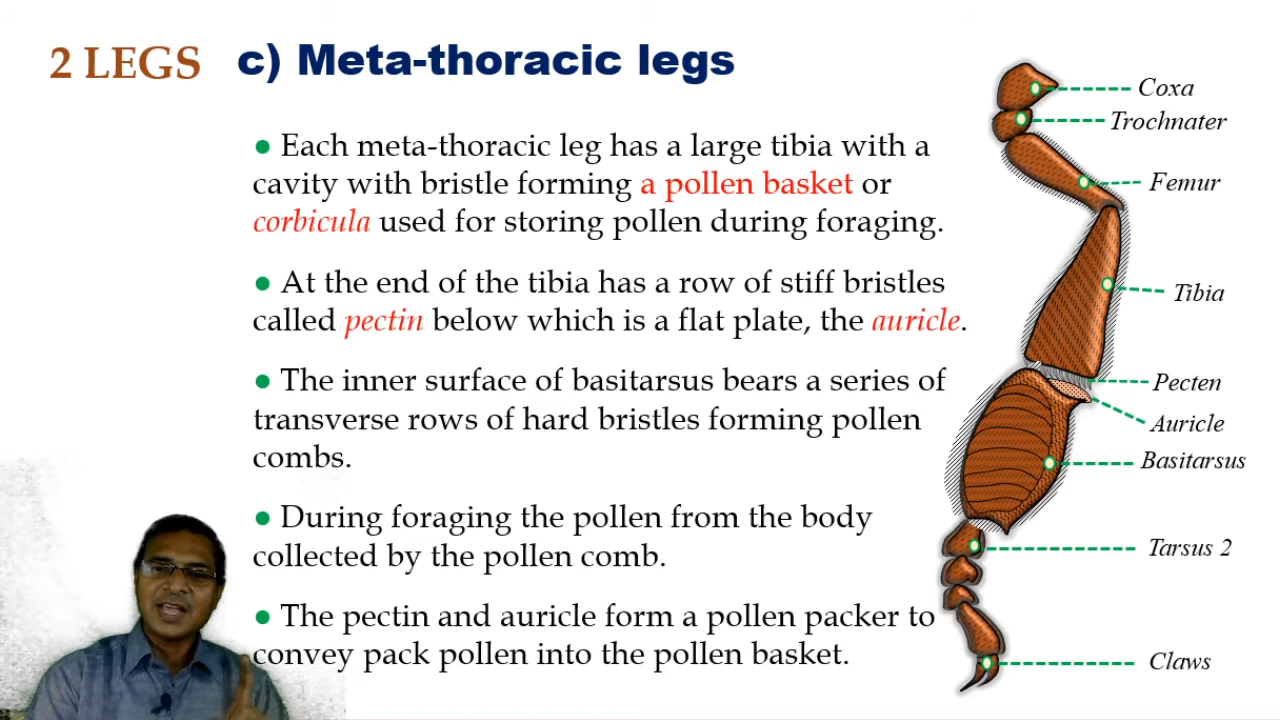 2 LEGS c) Meta-thoracic legs
● Each meta-thoracic leg has a large tibia with a
cavity with bristle forming a pollen basket or
corbicula used for storing pollen during foraging.
● At the end of the tibia has a row of stiff bristles
called pectin below which is a flat plate, the auricle.
● The inner surface of basitarsus bears a series of
transverse rows of hard bristles forming pollen
combs.
● During foraging the pollen from the body
collected by the pollen comb.
● The pectin and auricle form a pollen packer to
convey pack pollen into the pollen basket.
Coxa
Trochnater
Femur
Tibia
Pecten
Auricle
Basitarsus
Tarsus 2
Claws